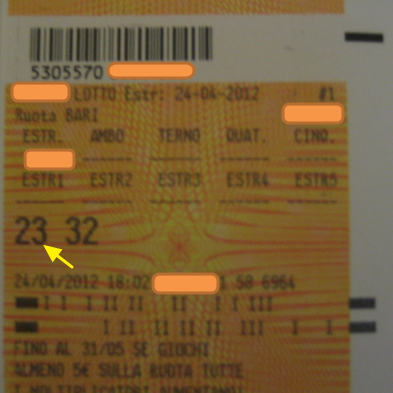 5305570
LOTTO Estr: 24-04-2012 #1
Ruota BARI
ESTR. AMBO TERNO QUAT. CINQ.
ESTR1 ESTR2 ESTR3 ESTR4 ESTR5
23 32
24/04/2012 18:02 58 6964
FINO AL 31/05 SE GIOCHI
ALMENO 5€ SULLA RUOTA TUTTE
I MOLTIPLICATORI AUMENTANO!